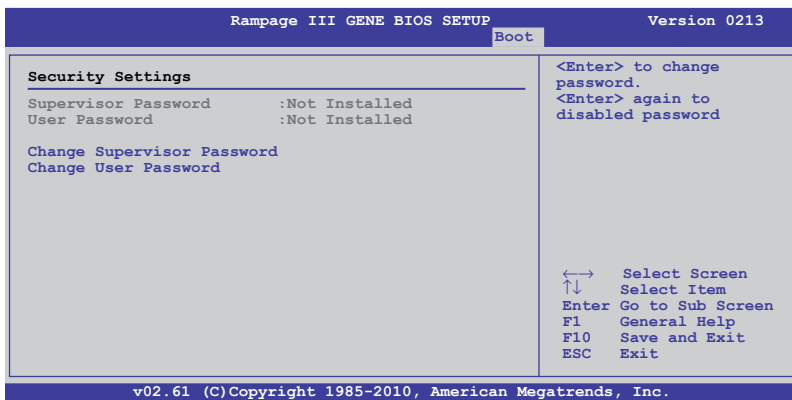 Rampage III GENE BIOS SETUP Version 0213
Boot
Security Settings
Supervisor Password :Not Installed
User Password :Not Installed
Change Supervisor Password
Change User Password
<Enter> to change
password.
<Enter> again to
disabled password
←→ Select Screen
↑↓ Select Item
Enter Go to Sub Screen
F1 General Help
F10 Save and Exit
ESC Exit
v02.61 (C)Copyright 1985-2010, American Megatrends, Inc.